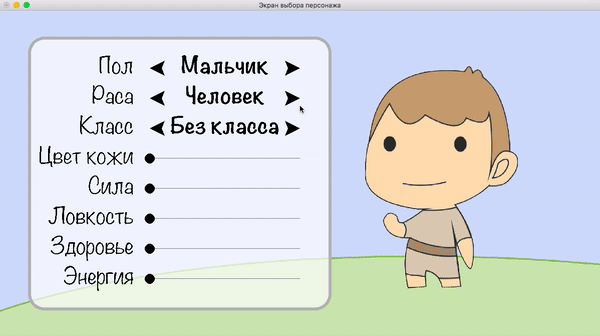 Экран выбора персонажа
Пол Мальчик
Раса Человек
Класс Без класса
Цвет кожи
Сила
Ловкость
Здоровье
Энергия